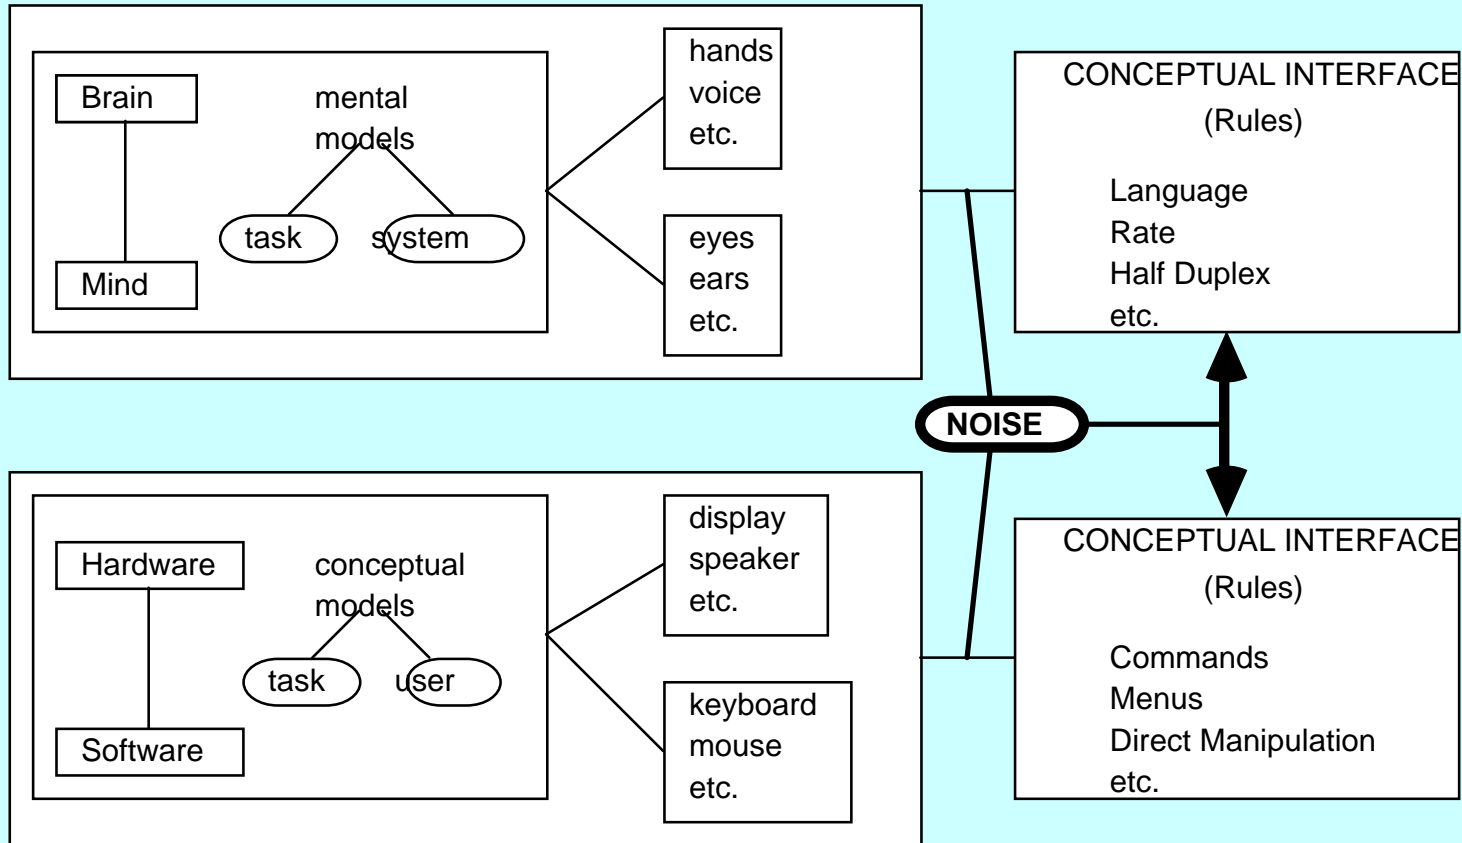 Brain
Mind
mental
models
task
system
hands
voice
etc.
eyes
ears
etc.
CONCEPTUAL INTERFACE
(Rules)
Language
Rate
Half Duplex
etc.
NOISE
Hardware
Software
conceptual
models
task
user
display
speaker
etc.
keyboard
mouse
etc.
CONCEPTUAL INTERFACE
(Rules)
Commands
Menus
Direct Manipulation
etc.